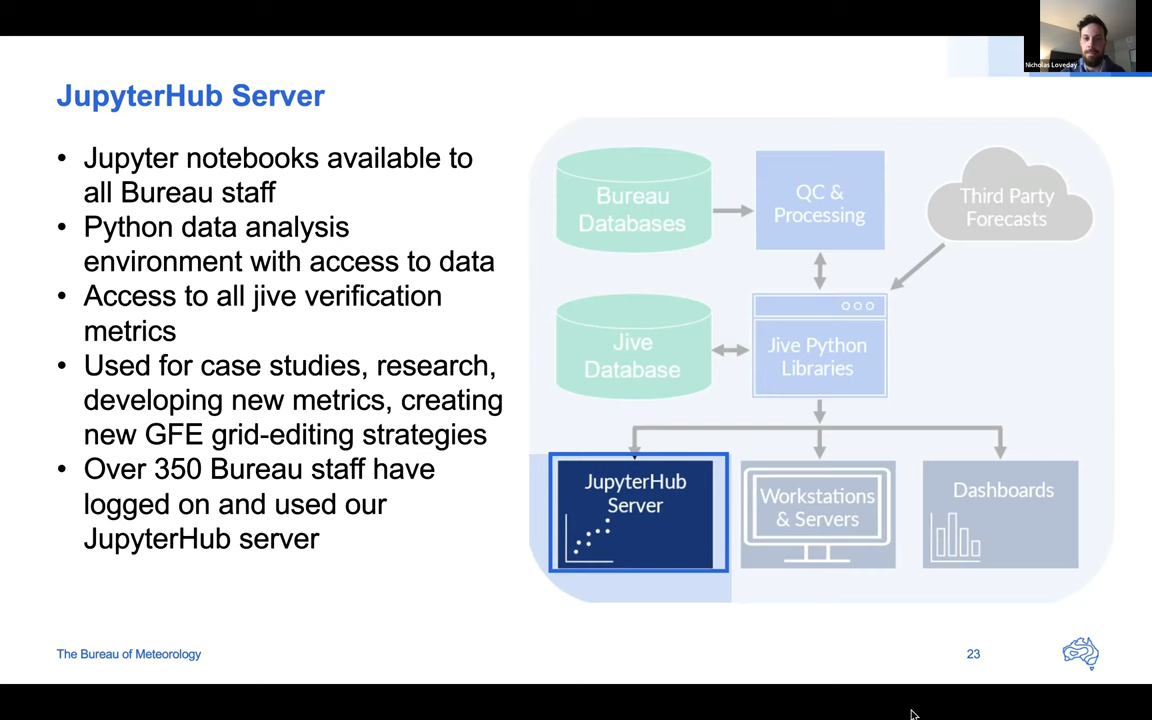 Nicholas Loveday
JupyterHub Server
• Jupyter notebooks available to
all Bureau staff
• Python data analysis
environment with access to data
• Access to all jive verification
metrics
• Used for case studies, research,
developing new metrics, creating
new GFE grid-editing strategies
• Over 350 Bureau staff have
logged on and used our
JupyterHub server
Bureau
Databases
QC &
Processing
Third Party
Forecasts
Jive
Database
Jive Python
Libraries
JupyterHub
Server
Workstations
& Servers
Dashboards
The Bureau of Meteorology
23